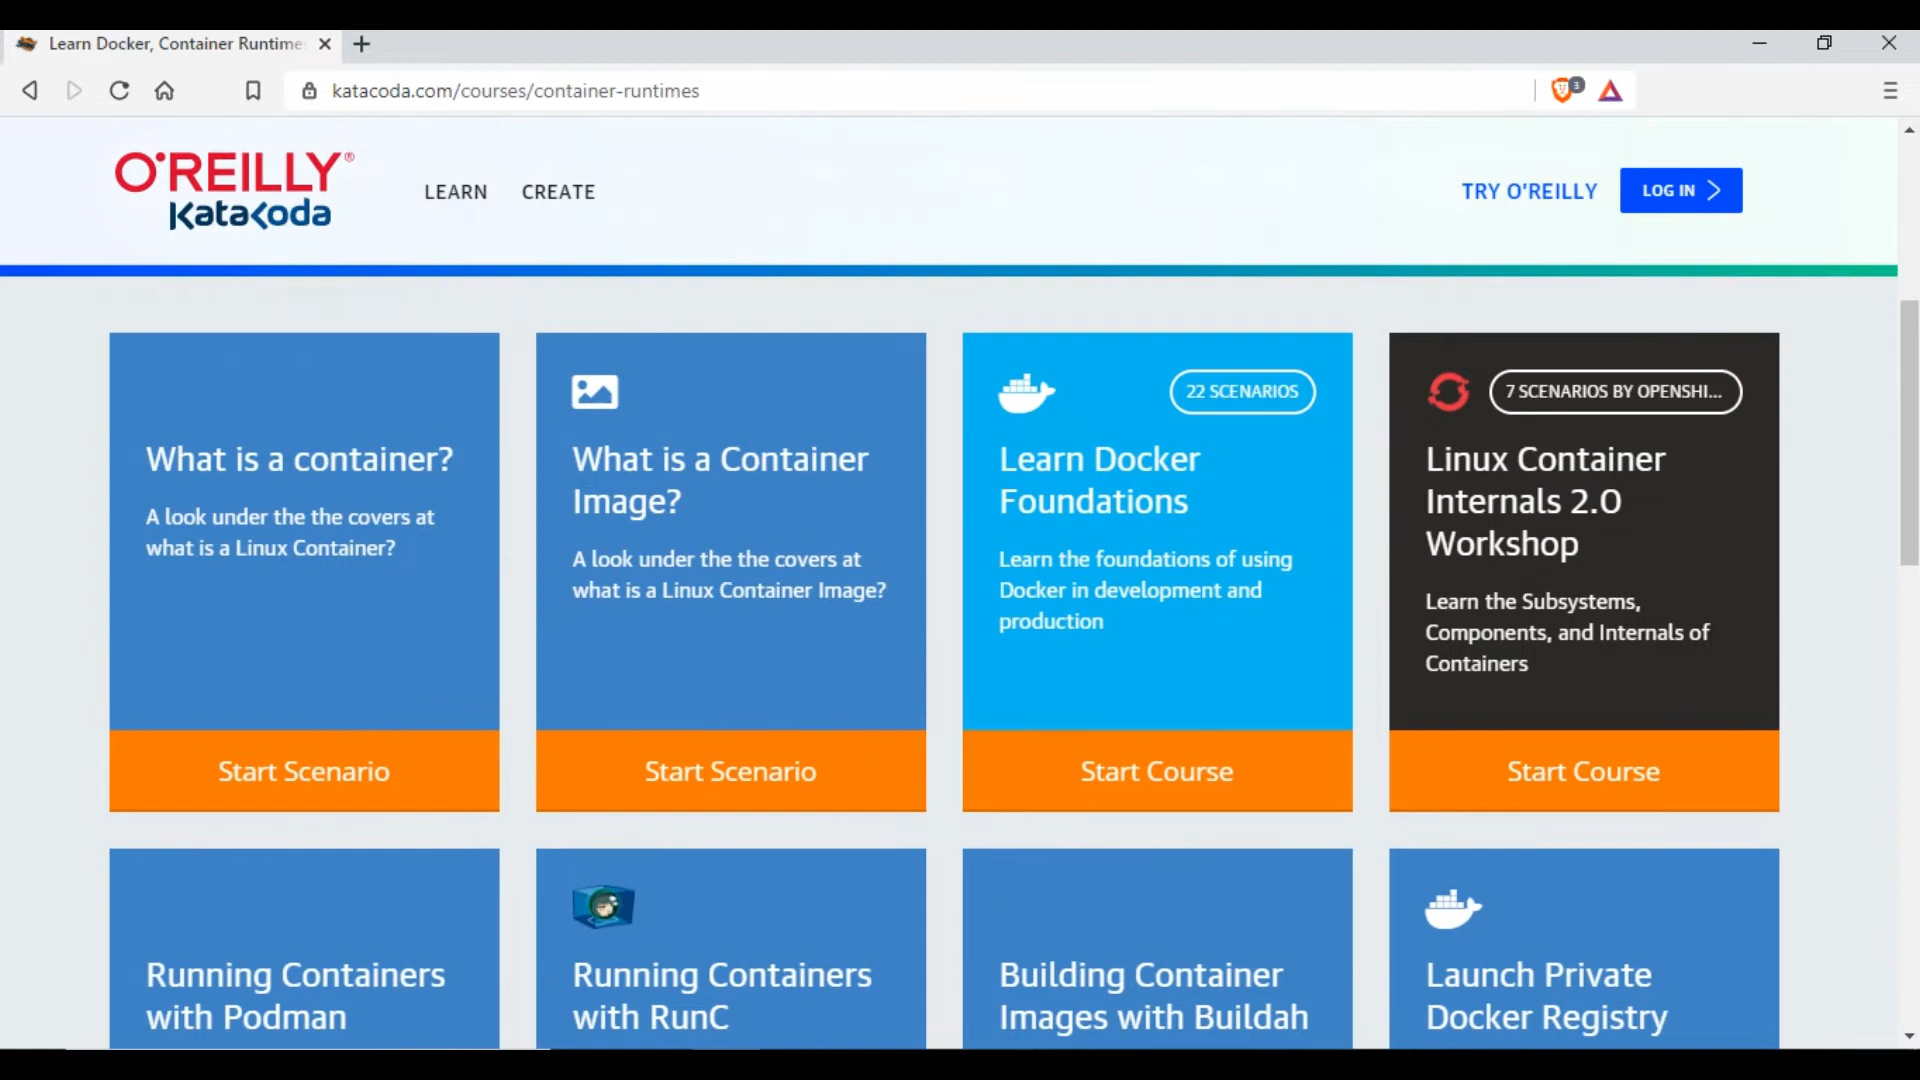 Learn Docker, Container Runtime
katacoda.com/courses/container-runtimes
3
O'REILLY®
Katacoda
LEARN
CREATE
TRY O'REILLY
LOG IN
What is a container?
A look under the the covers at
what is a Linux Container?
Start Scenario
What is a Container
Image?
A look under the the covers at
what is a Linux Container Image?
Start Scenario
22 SCENARIOS
Learn Docker
Foundations
Learn the foundations of using
Docker in development and
production
Start Course
7 SCENARIOS BY OPENSHI...
Linux Container
Internals 2.0
Workshop
Learn the Subsystems,
Components, and Internals of
Containers
Start Course
Running Containers
with Podman
Running Containers
with RunC
Building Container
Images with Buildah
Launch Private
Docker Registry